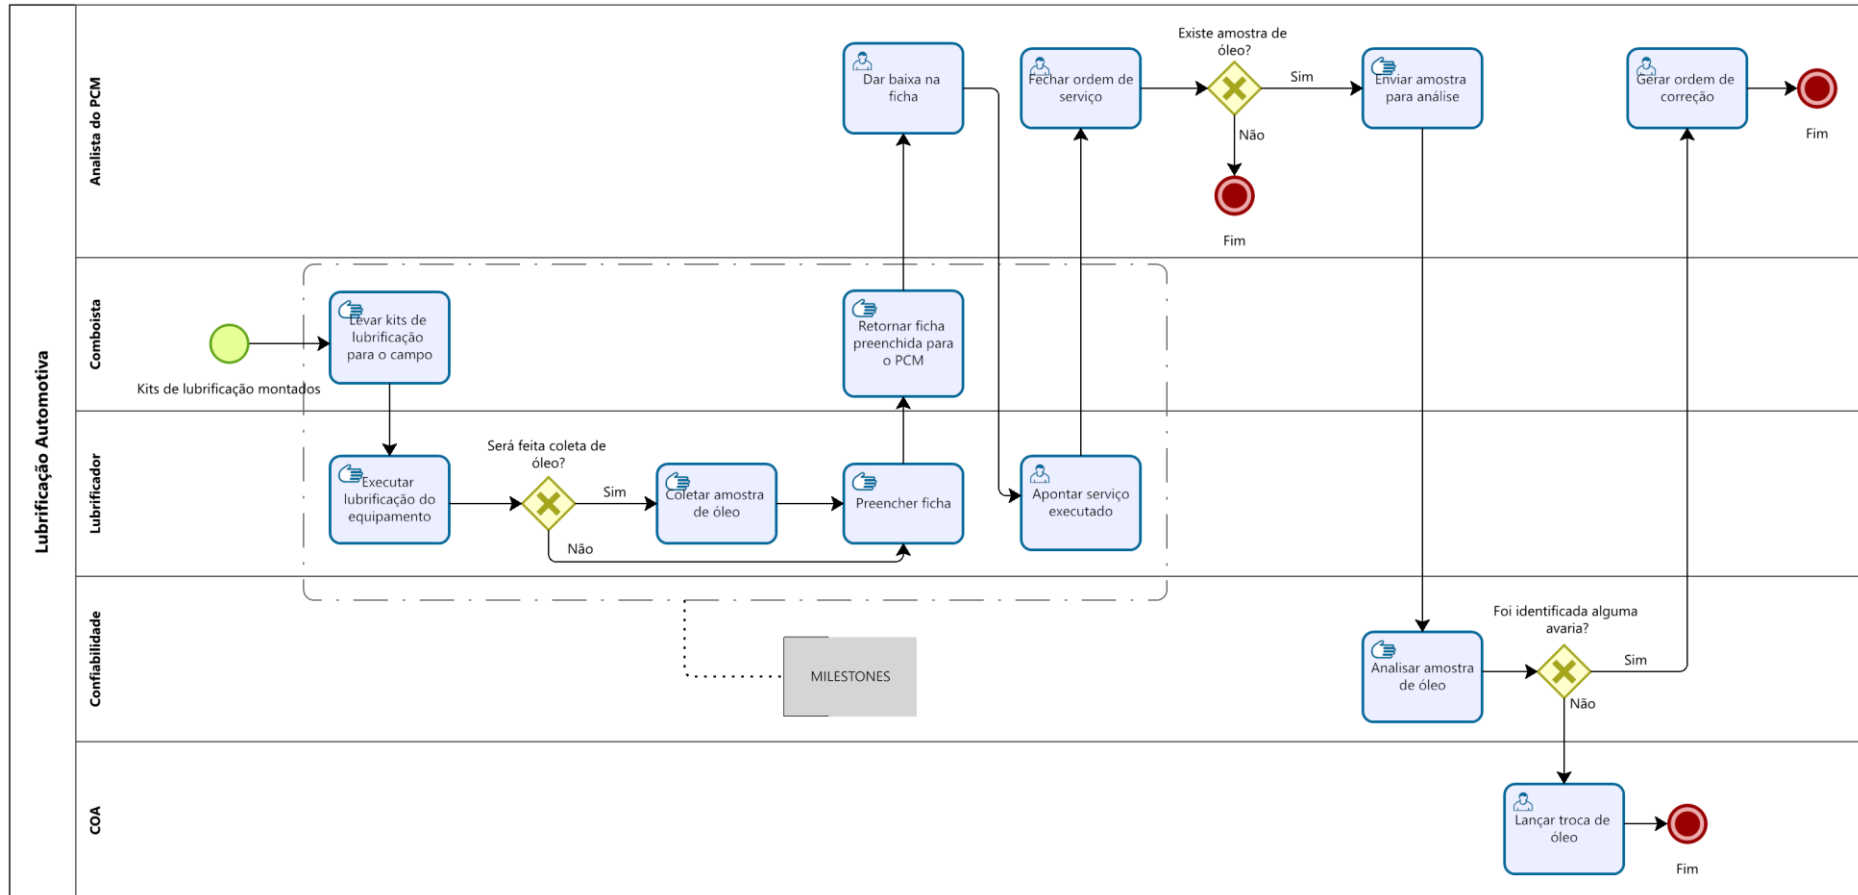 Lubrificação Automotiva
Analista do PCM
Dar baixa na
ficha
Fechar ordem de
serviço
Existe amostra de
óleo?
Sim
Não
Fim
Enviar amostra
para análise
Gerar ordem de
correção
Fim
Comboista
Kits de lubrificação montados
Levar kits de
lubrificação
para o campo
Retornar ficha
preenchida para
o PCM
Lubrificador
Executar
lubrificação do
equipamento
Será feita coleta de
óleo?
Sim
Não
Coletar amostra
de óleo
Preencher ficha
Apontar serviço
executado
Confiabilidade
MILESTONES
Analisar amostra
de óleo
Foi identificada alguma
avaria?
Sim
Não
COA
Lançar troca de
óleo
Fim